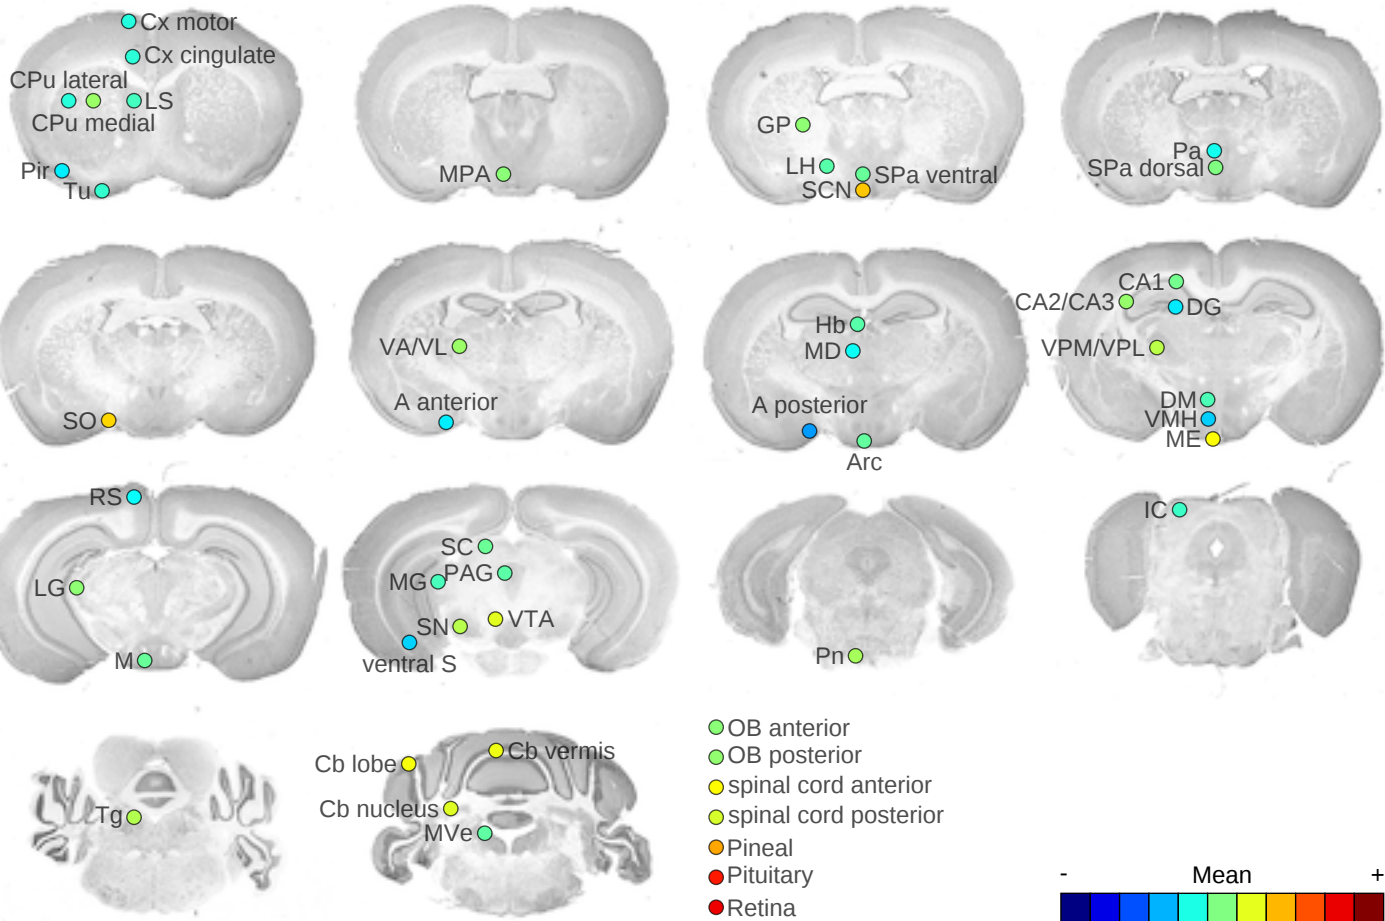 Cx motor
Cx cingulate
CPu lateral
LS
CPu medial
Pir
Tu
MPA
GP
LH
SPa ventral
SCN
Pa
SPa dorsal
SO
VA/VL
A anterior
Hb
MD
A posterior
Arc
CA1
CA2/CA3
DG
VPM/VPL
DM
VMH
ME
RS
LG
M
SC
MG
PAG
SN
VTA
ventral S
Pn
IC
Tg
Cb lobe
Cb vermis
Cb nucleus
MVe
OB anterior
OB posterior
spinal cord anterior
spinal cord posterior
Pineal
Pituitary
Retina
- Mean +